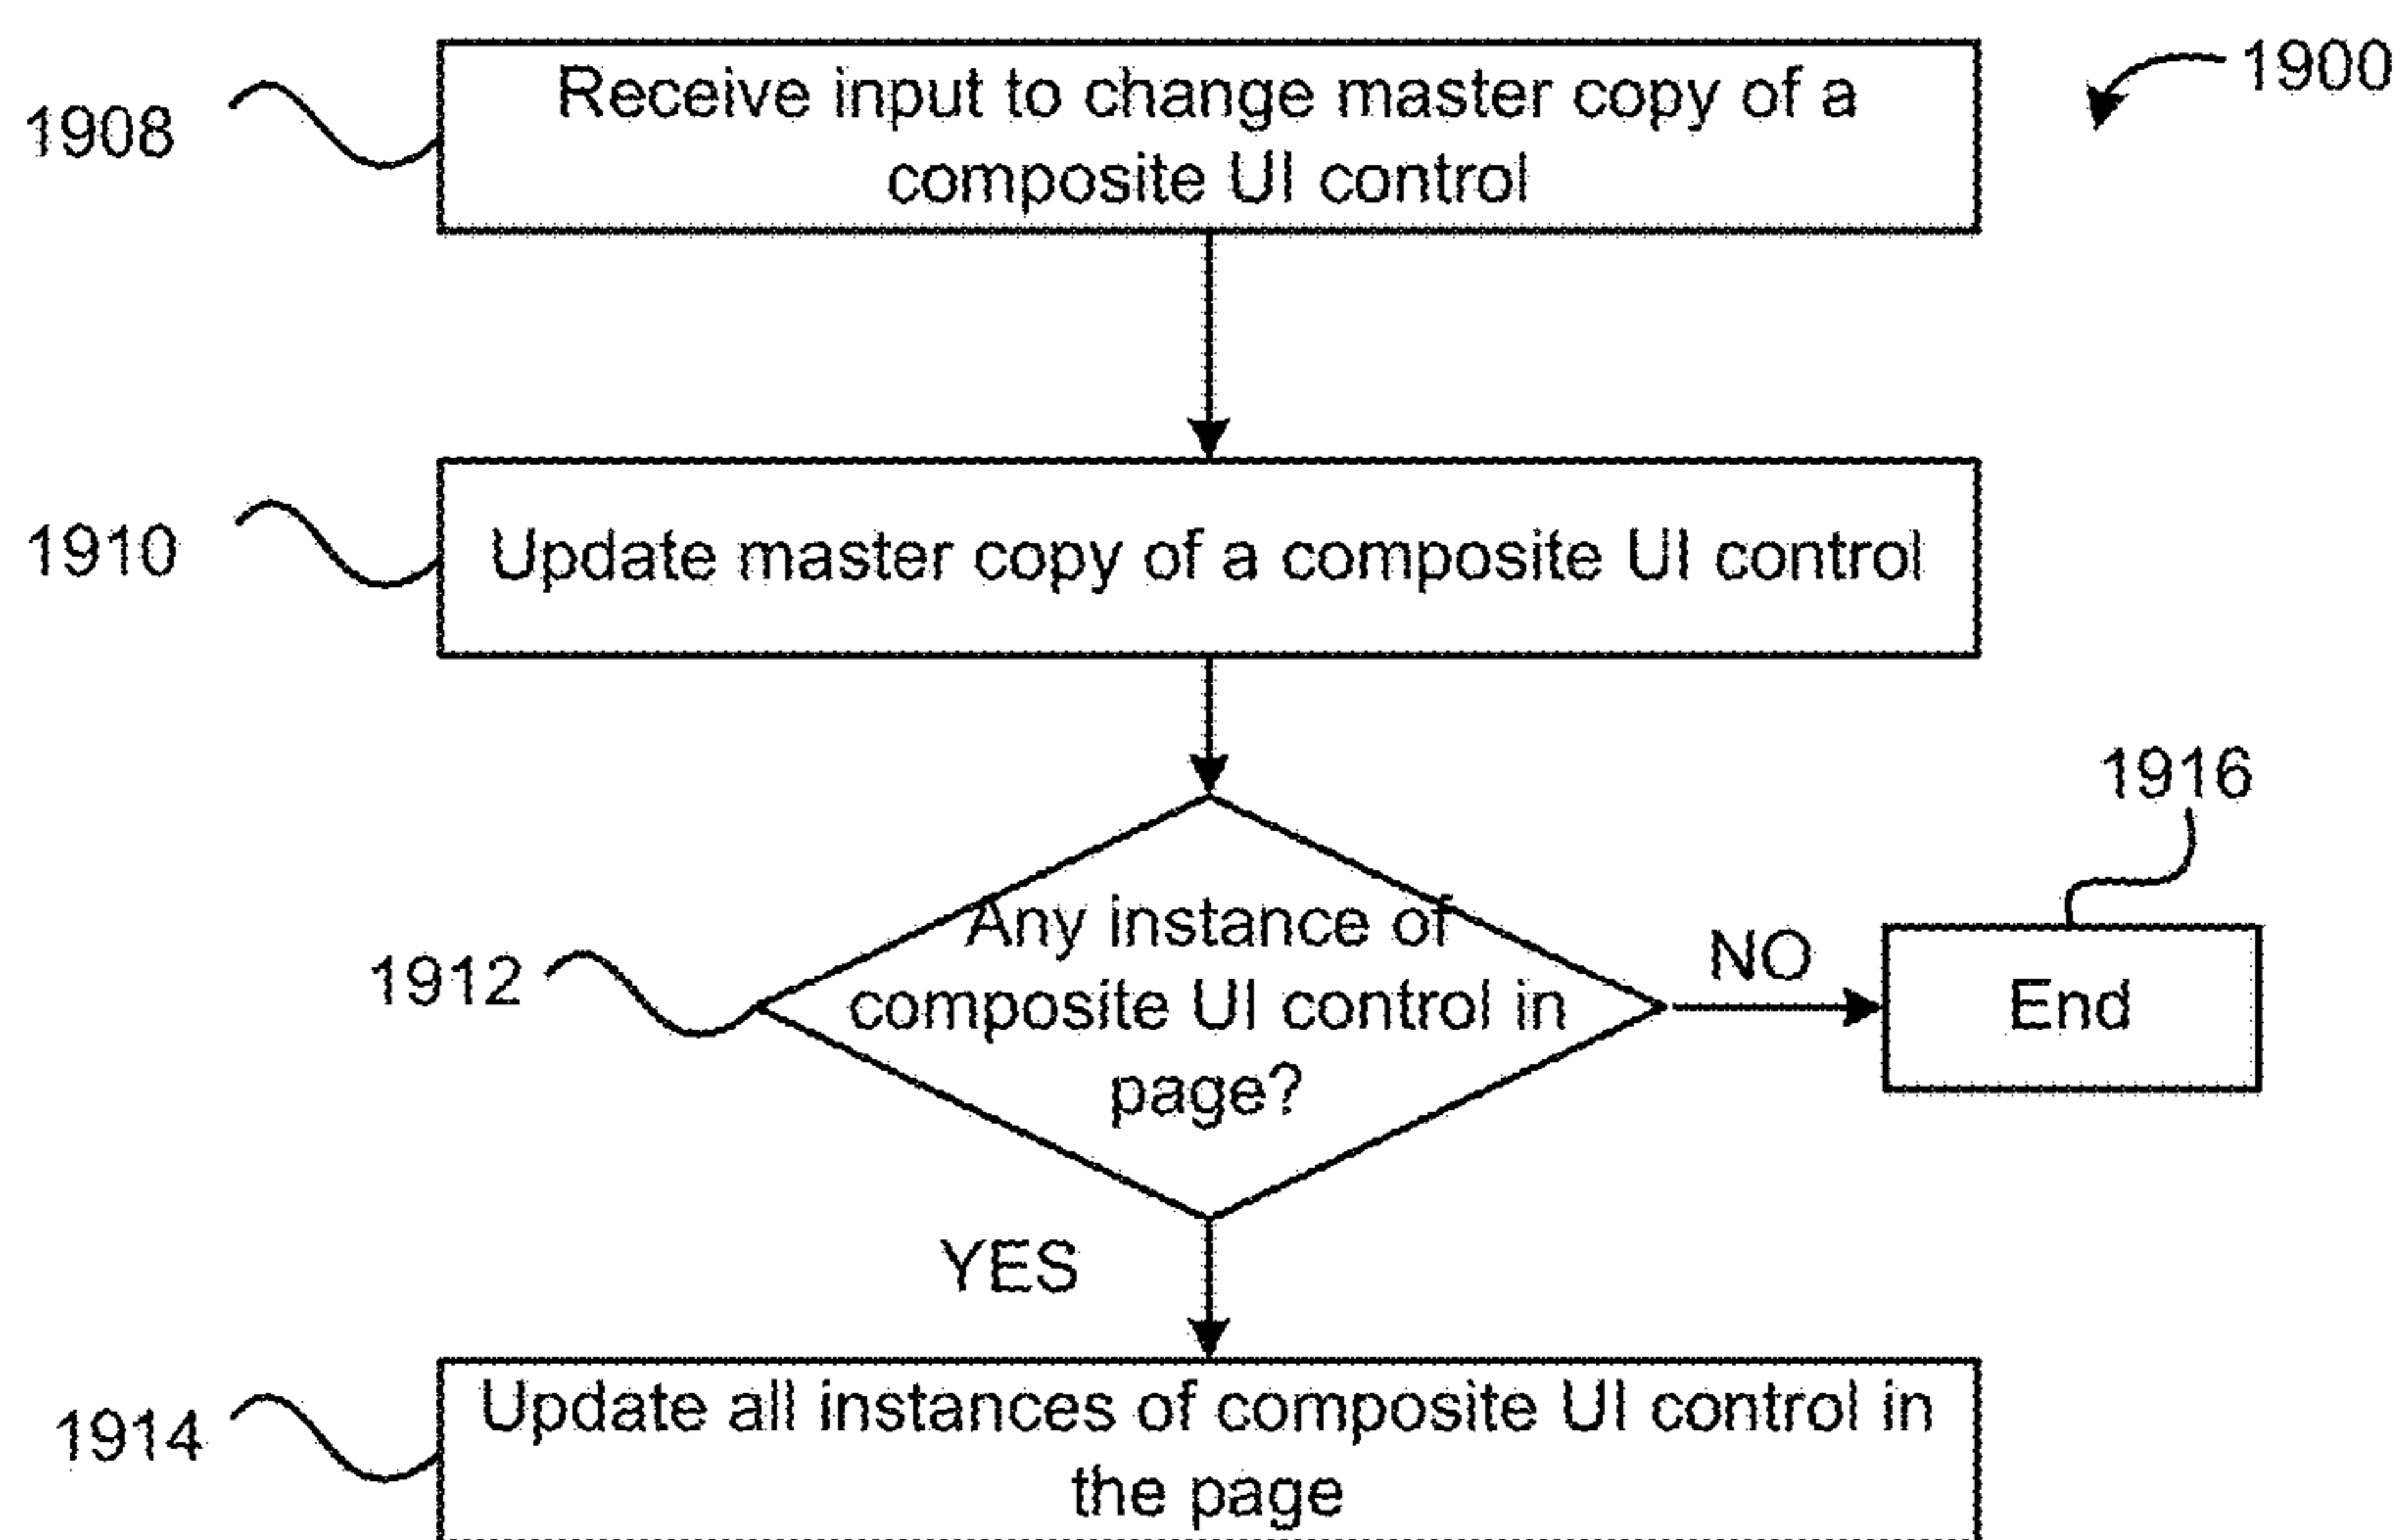 1900
1908
Receive input to change master copy of a
composite UI control
1910
Update master copy of a composite UI control
1916
1912
Any instance of
composite UI control in
page?
NO
End
YES
1914
Update all instances of composite UI control in
the page